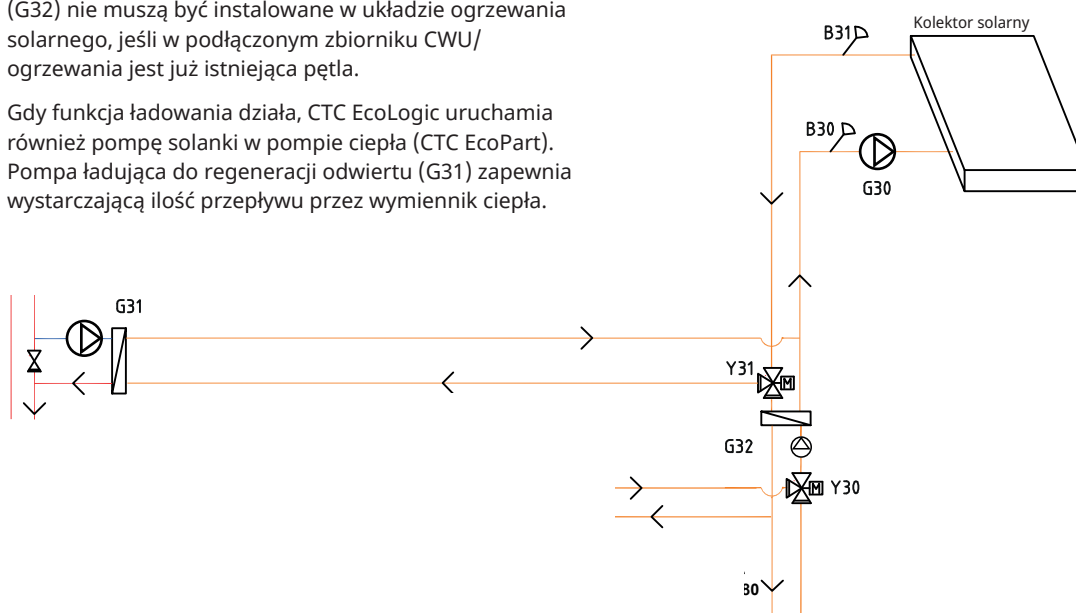 (G32) nie muszą być instalowane w układzie ogrzewania
solarnego, jeśli w podłączonym zbiorniku CWU/
ogrzewania jest już istniejąca pętla.
Gdy funkcja ładowania działa, CTC EcoLogic uruchamia
również pompę solanki w pompie ciepła (CTC EcoPart).
Pompa ładująca do regeneracji odwiertu (G31) zapewnia
wystarczającą ilość przepływu przez wymiennik ciepła.
Kolektor solarny
B31
B30
G30
G31
Y31
M
G32
M
Y30